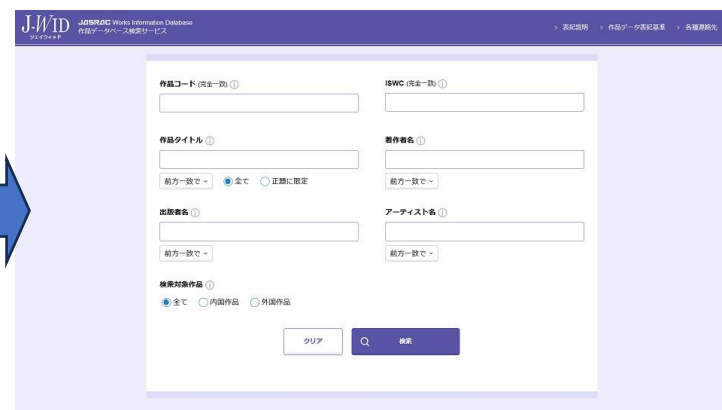 J-WID JASRAC Works Information Database
ジェイウィッド 作品データベース検索サービス
› 表記説明 › 作品データ表記基準 › 各種連絡先
作品コード (完全一致) ⓘ ISWC (完全一致) ⓘ
作品タイトル ⓘ 著作者名 ⓘ
前方一致で 全て 正題に限定 前方一致で
出版者名 ⓘ アーティスト名 ⓘ
前方一致で 前方一致で
検索対象作品 ⓘ
全て 内国作品 外国作品
クリア 検索